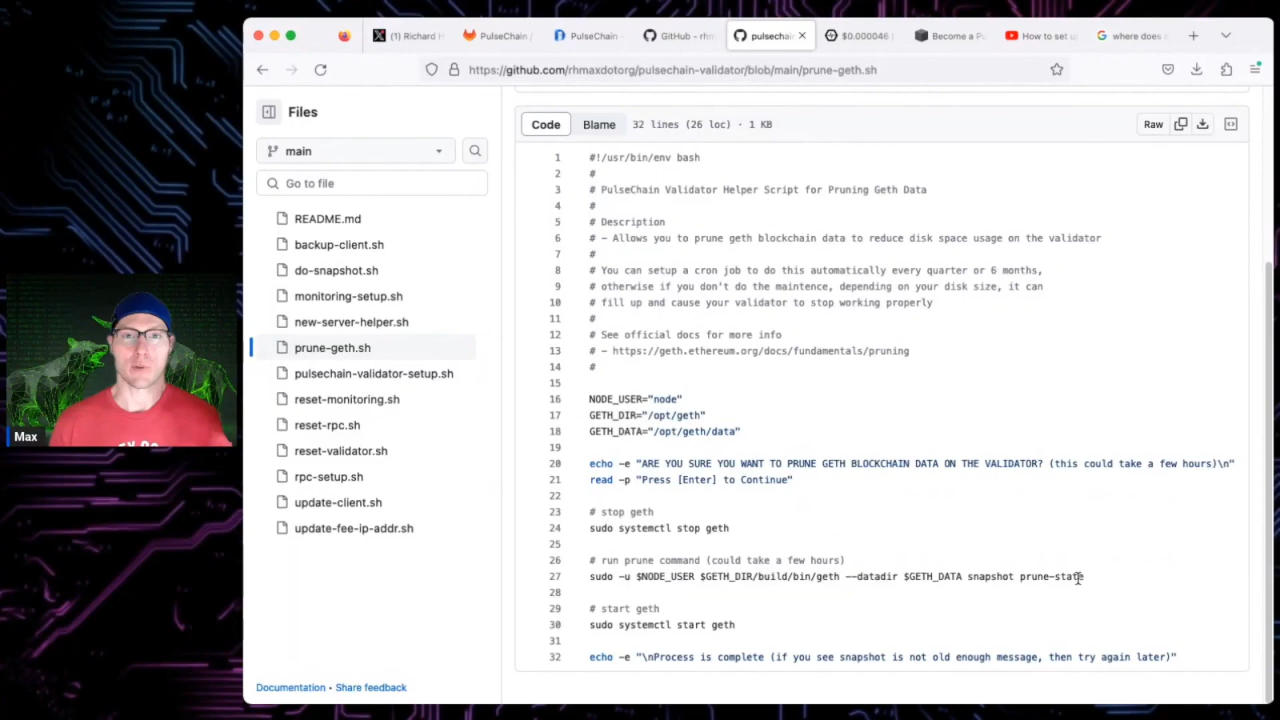 (1) Richard H
PulseChain /
PulseChain -
GitHub - rhm
pulsechain
$0.000046
Become a Pu
How to set u
where does a
https://github.com/rhmaxdotorg/pulsechain-validator/blob/main/prune-geth.sh
Files
main
Go to file
README.md
backup-client.sh
do-snapshot.sh
monitoring-setup.sh
new-server-helper.sh
prune-geth.sh
pulsechain-validator-setup.sh
reset-monitoring.sh
reset-rpc.sh
reset-validator.sh
rpc-setup.sh
update-client.sh
update-fee-ip-addr.sh
Documentation • Share feedback
Code Blame 32 lines (26 loc) · 1 KB Raw
1 #!/usr/bin/env bash
2 #
3 # PulseChain Validator Helper Script for Pruning Geth Data
4 #
5 # Description
6 # - Allows you to prune geth blockchain data to reduce disk space usage on the validator
7 #
8 # You can setup a cron job to do this automatically every quarter or 6 months,
9 # otherwise if you don't do the maintence, depending on your disk size, it can
10 # fill up and cause your validator to stop working properly
11 #
12 # See official docs for more info
13 # - https://geth.ethereum.org/docs/fundamentals/pruning
14 #
15
16 NODE_USER="node"
17 GETH_DIR="/opt/geth"
18 GETH_DATA="/opt/geth/data"
19
20 echo -e "ARE YOU SURE YOU WANT TO PRUNE GETH BLOCKCHAIN DATA ON THE VALIDATOR? (this could take a few hours)\n"
21 read -p "Press [Enter] to Continue"
22
23 # stop geth
24 sudo systemctl stop geth
25
26 # run prune command (could take a few hours)
27 sudo -u $NODE_USER $GETH_DIR/build/bin/geth --datadir $GETH_DATA snapshot prune-state
28
29 # start geth
30 sudo systemctl start geth
31
32 echo -e "\nProcess is complete (if you see snapshot is not old enough message, then try again later)"
Max